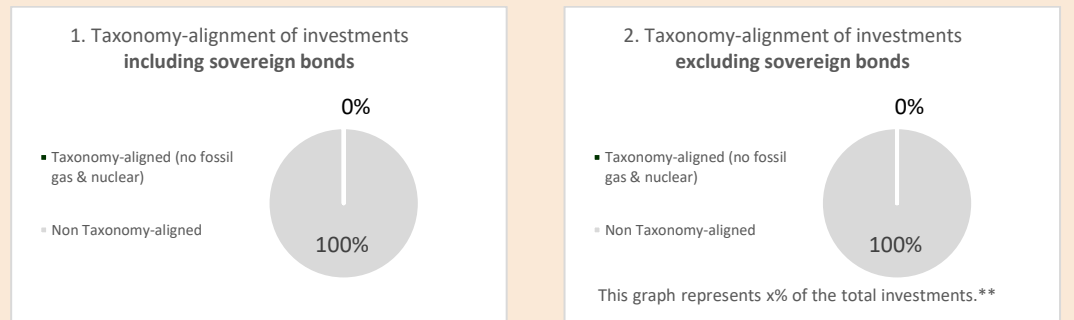 1. Taxonomy-alignment of investments
including sovereign bonds
0%
Taxonomy-aligned (no fossil
gas & nuclear)
Non Taxonomy-aligned
100%
2. Taxonomy-alignment of investments
excluding sovereign bonds
0%
Taxonomy-aligned (no fossil
gas & nuclear)
Non Taxonomy-aligned
100%
This graph represents x% of the total investments.**